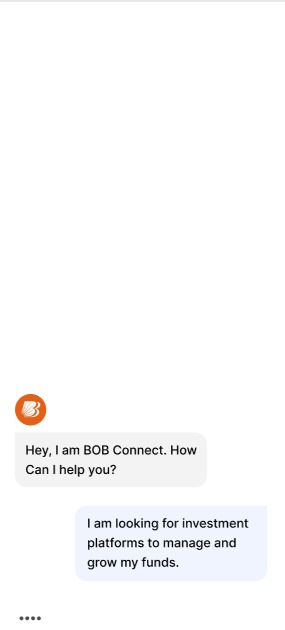 Hey, I am BOB Connect. How
Can I help you?
I am looking for investment
platforms to manage and
grow my funds.